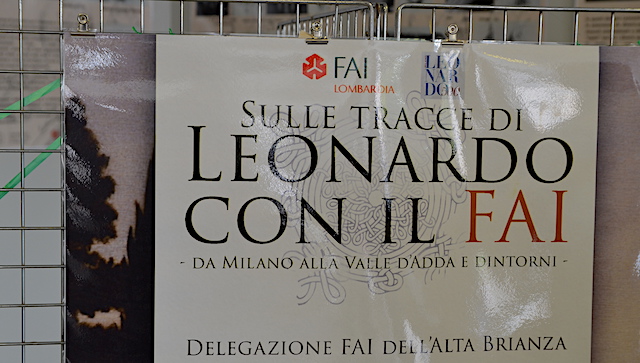 FAI
LOMBARDIA
LEO
NAR
DO
SULLE TRACCE DI
LEONARDO
CON IL FAI
- DA MILANO ALLA VALLE D'ADDA E DINTORNI -
DELEGAZIONE FAI DELL'ALTA BRIANZA